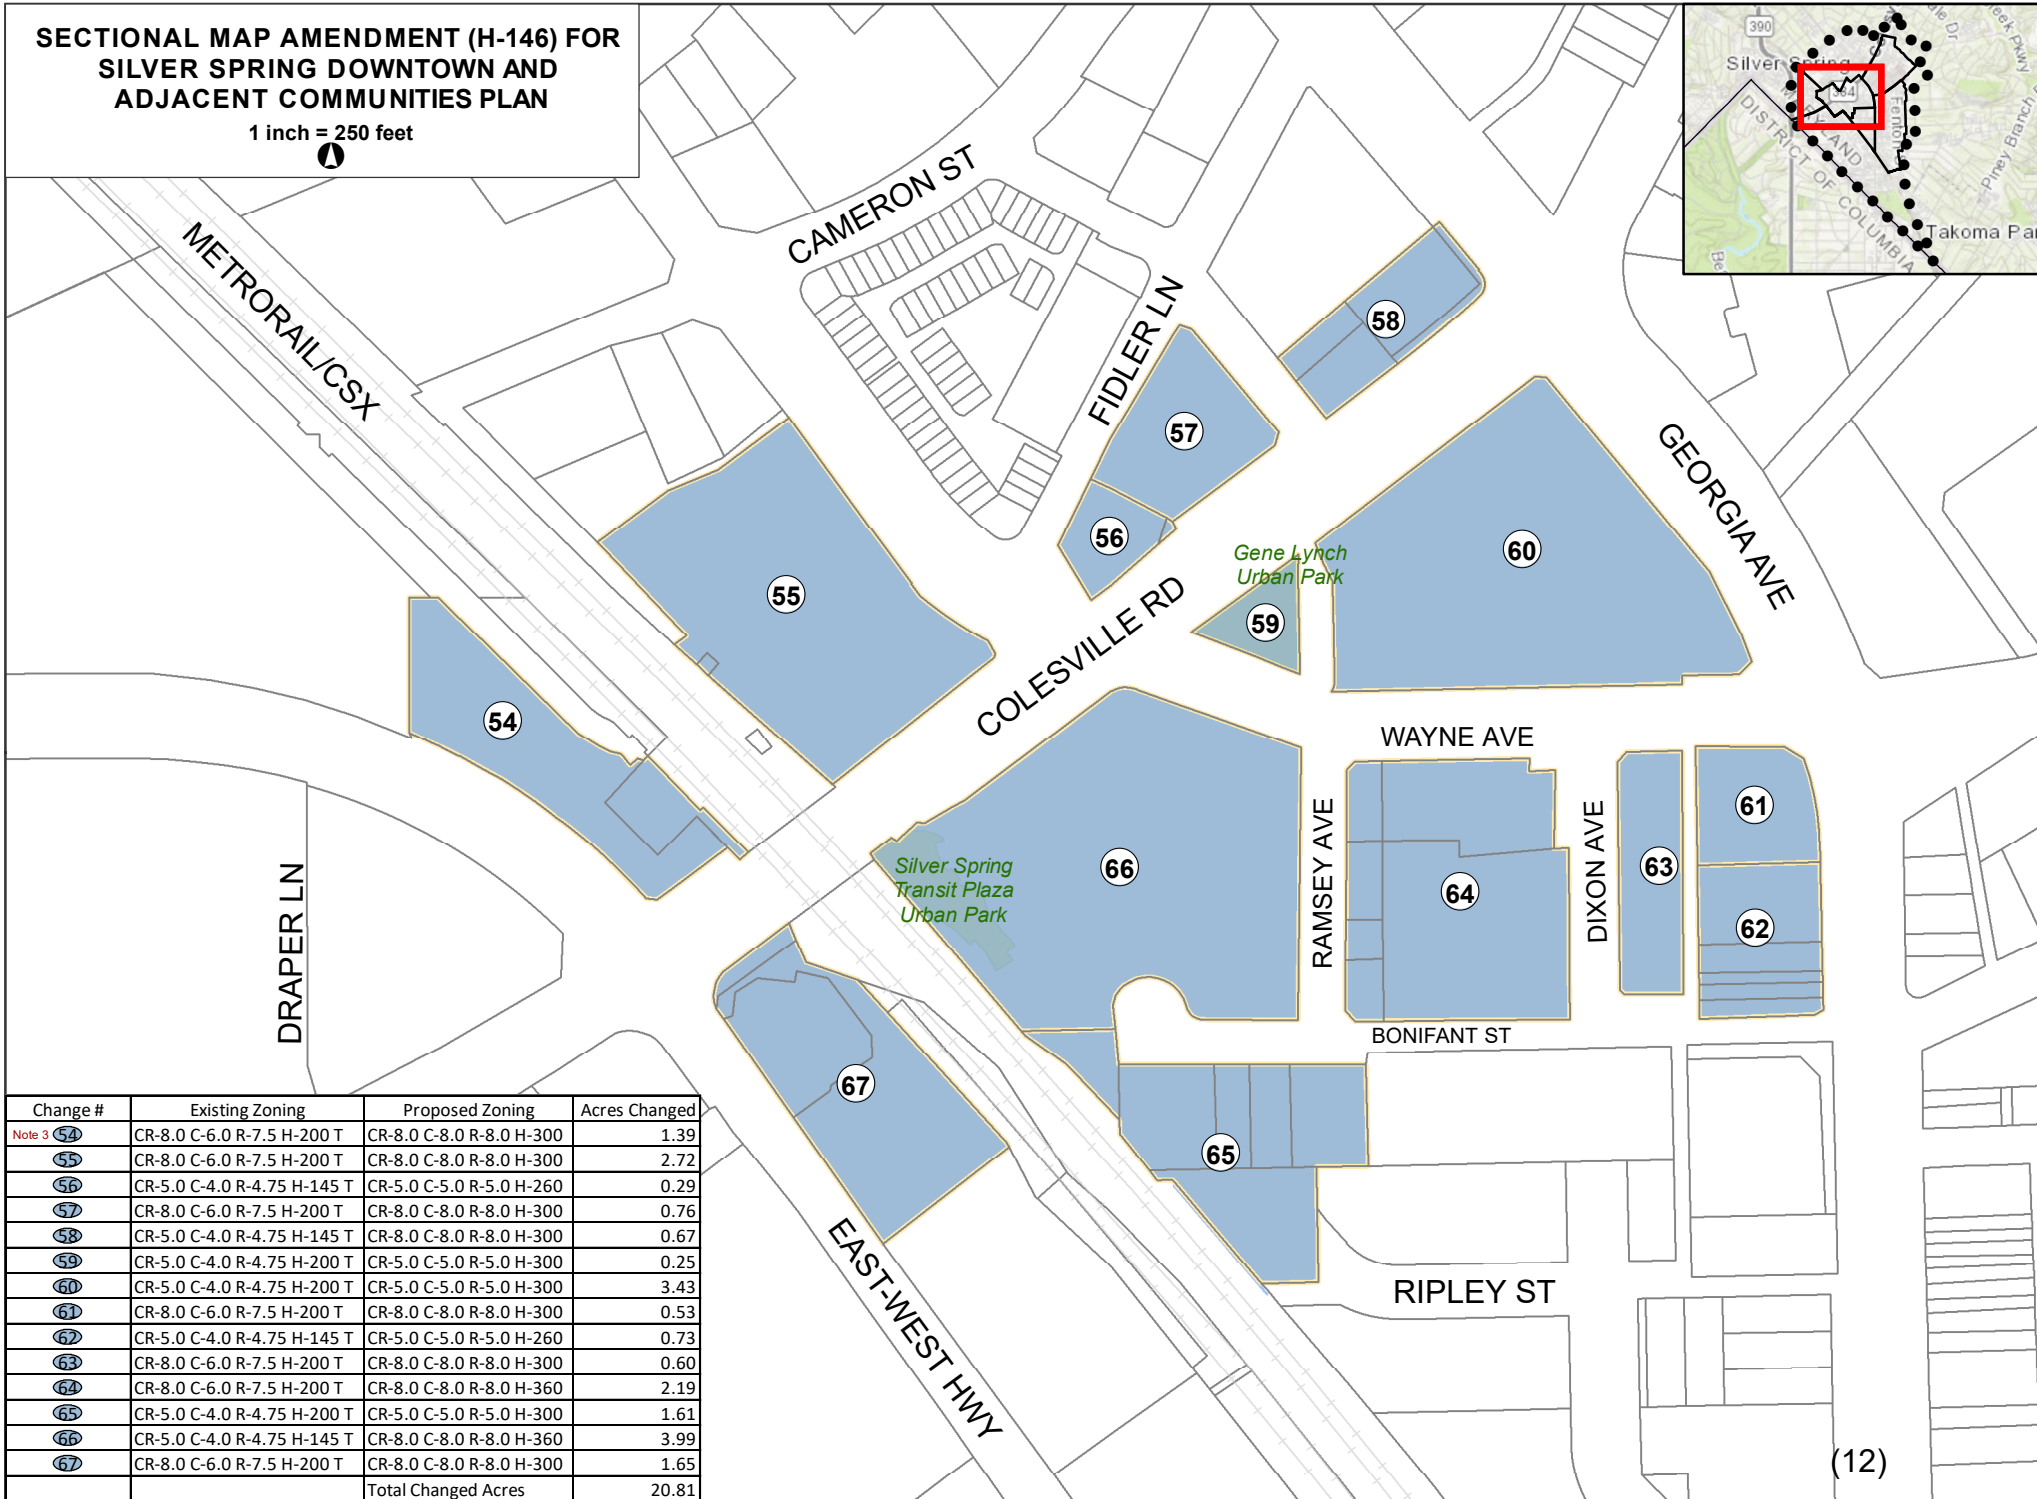 SECTIONAL MAP AMENDMENT (H-146) FOR
SILVER SPRING DOWNTOWN AND
ADJACENT COMMUNITIES PLAN
1 inch = 250 feet
390
Silver Spring
384
MARYLAND
DISTRICT OF COLUMBIA
Fenton
Piney Branch
Takoma Par
METRORAIL/CSX
CAMERON ST
FIDLER LN
GEORGIA AVE
COLESVILLE RD
58
57
56
60
Gene Lynch
Urban Park
59
55
54
WAYNE AVE
RAMSEY AVE
DIXON AVE
61
63
62
64
66
Silver Spring
Transit Plaza
Urban Park
DRAPER LN
BONIFANT ST
67
65
EAST-WEST HWY
RIPLEY ST
(12)
Change # Existing Zoning Proposed Zoning Acres Changed
Note 3 54 CR-8.0 C-6.0 R-7.5 H-200 T CR-8.0 C-8.0 R-8.0 H-300 1.39
55 CR-8.0 C-6.0 R-7.5 H-200 T CR-8.0 C-8.0 R-8.0 H-300 2.72
56 CR-5.0 C-4.0 R-4.75 H-145 T CR-5.0 C-5.0 R-5.0 H-260 0.29
57 CR-8.0 C-6.0 R-7.5 H-200 T CR-8.0 C-8.0 R-8.0 H-300 0.76
58 CR-5.0 C-4.0 R-4.75 H-145 T CR-8.0 C-8.0 R-8.0 H-300 0.67
59 CR-5.0 C-4.0 R-4.75 H-200 T CR-5.0 C-5.0 R-5.0 H-300 0.25
60 CR-5.0 C-4.0 R-4.75 H-200 T CR-5.0 C-5.0 R-5.0 H-300 3.43
61 CR-8.0 C-6.0 R-7.5 H-200 T CR-8.0 C-8.0 R-8.0 H-300 0.53
62 CR-5.0 C-4.0 R-4.75 H-145 T CR-5.0 C-5.0 R-5.0 H-260 0.73
63 CR-8.0 C-6.0 R-7.5 H-200 T CR-8.0 C-8.0 R-8.0 H-300 0.60
64 CR-8.0 C-6.0 R-7.5 H-200 T CR-8.0 C-8.0 R-8.0 H-360 2.19
65 CR-5.0 C-4.0 R-4.75 H-200 T CR-5.0 C-5.0 R-5.0 H-300 1.61
66 CR-5.0 C-4.0 R-4.75 H-145 T CR-8.0 C-8.0 R-8.0 H-360 3.99
67 CR-8.0 C-6.0 R-7.5 H-200 T CR-8.0 C-8.0 R-8.0 H-300 1.65
Total Changed Acres 20.81